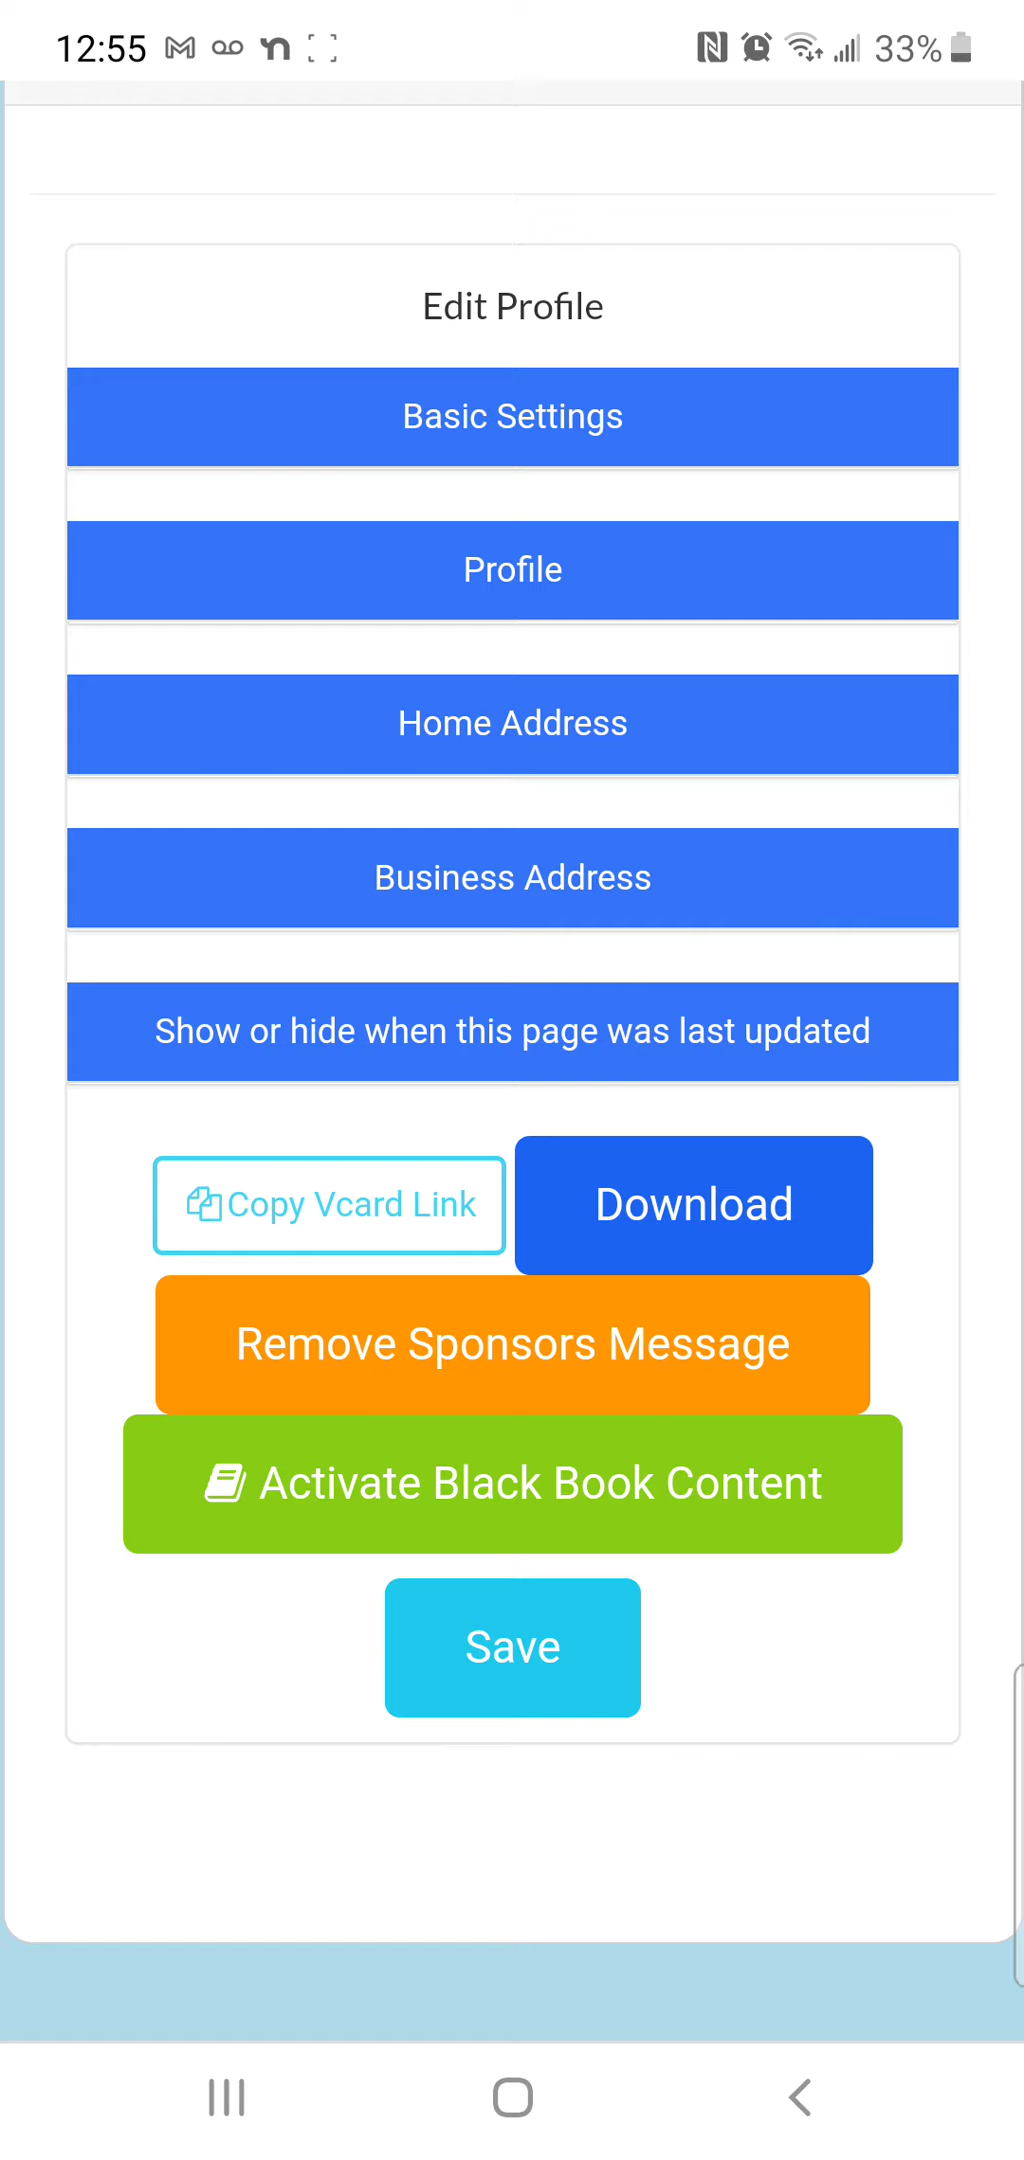 12:55 33%
Edit Profile
Basic Settings
Profile
Home Address
Business Address
Show or hide when this page was last updated
Copy Vcard Link
Download
Remove Sponsors Message
Activate Black Book Content
Save